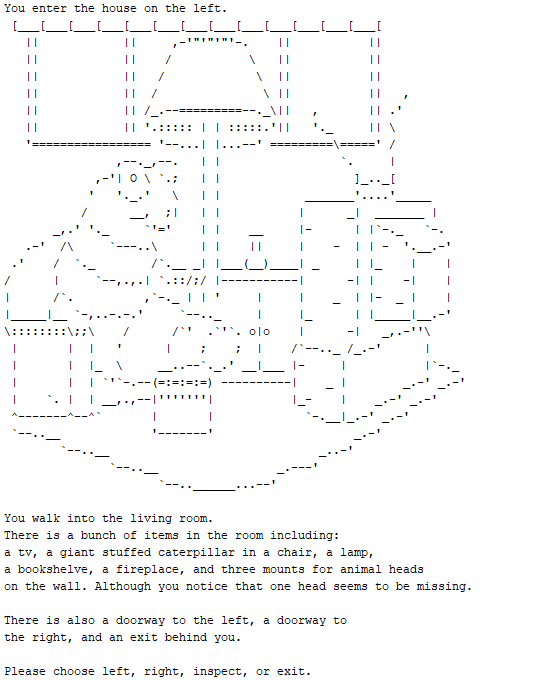 You enter the house on the left.
You walk into the living room.
There is a bunch of items in the room including:
a tv, a giant stuffed caterpillar in a chair, a lamp,
a bookshelve, a fireplace, and three mounts for animal heads
on the wall. Although you notice that one head seems to be missing.
There is also a doorway to the left, a doorway to
the right, and an exit behind you.
Please choose left, right, inspect, or exit.